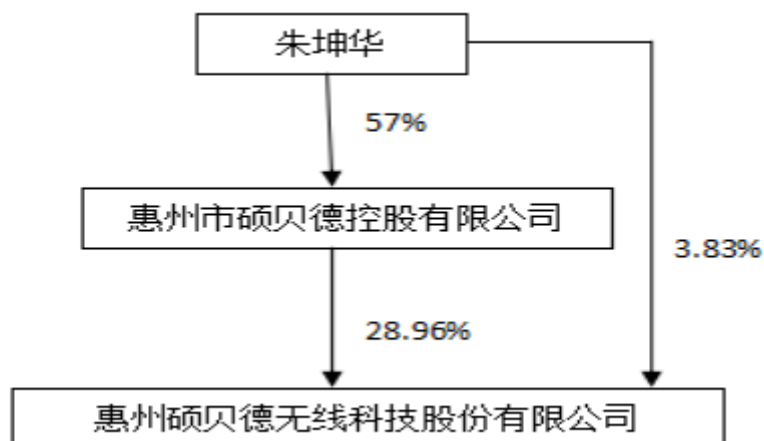 朱坤华
57%
惠州市硕贝德控股有限公司
3.83%
28.96%
惠州硕贝德无线科技股份有限公司